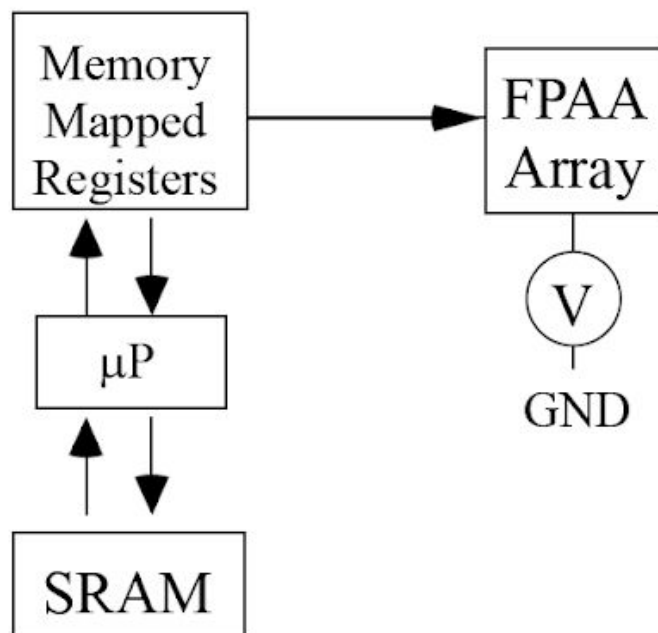 Memory
Mapped
Registers
FPAA
Array
V
GND
μP
SRAM